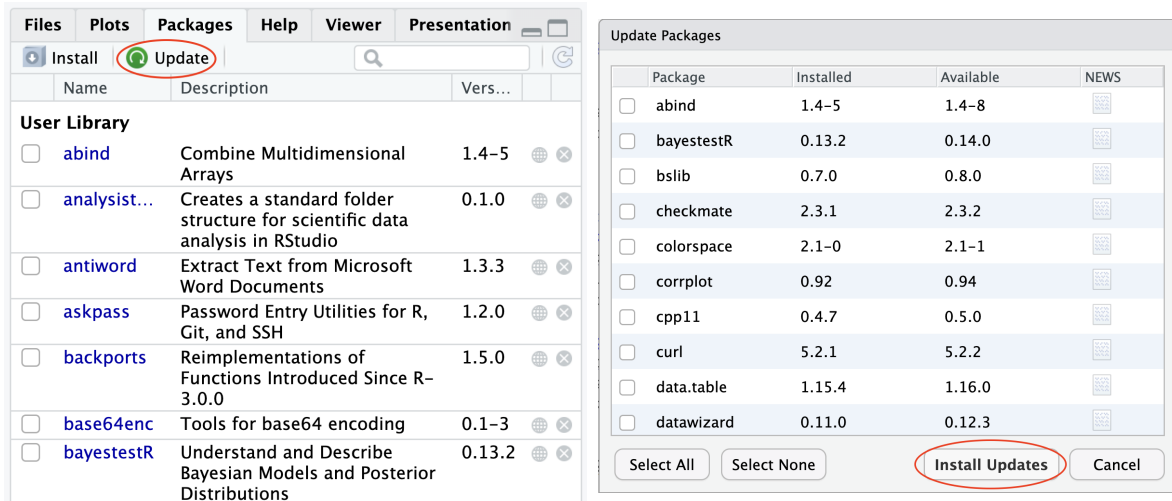 Files Plots Packages Help Viewer Presentation
Install Update
Name Description Vers...
User Library
abind Combine Multidimensional 1.4-5
Arrays
analysist... Creates a standard folder 0.1.0
structure for scientific data
analysis in RStudio
antiword Extract Text from Microsoft 1.3.3
Word Documents
askpass Password Entry Utilities for R, 1.2.0
Git, and SSH
backports Reimplementations of 1.5.0
Functions Introduced Since R-
3.0.0
base64enc Tools for base64 encoding 0.1-3
bayestestR Understand and Describe 0.13.2
Bayesian Models and Posterior
Distributions
Update Packages
Package Installed Available NEWS
abind 1.4-5 1.4-8
bayestestR 0.13.2 0.14.0
bslib 0.7.0 0.8.0
checkmate 2.3.1 2.3.2
colorspace 2.1-0 2.1-1
corrplot 0.92 0.94
cpp11 0.4.7 0.5.0
curl 5.2.1 5.2.2
data.table 1.15.4 1.16.0
datawizard 0.11.0 0.12.3
Select All Select None Install Updates Cancel